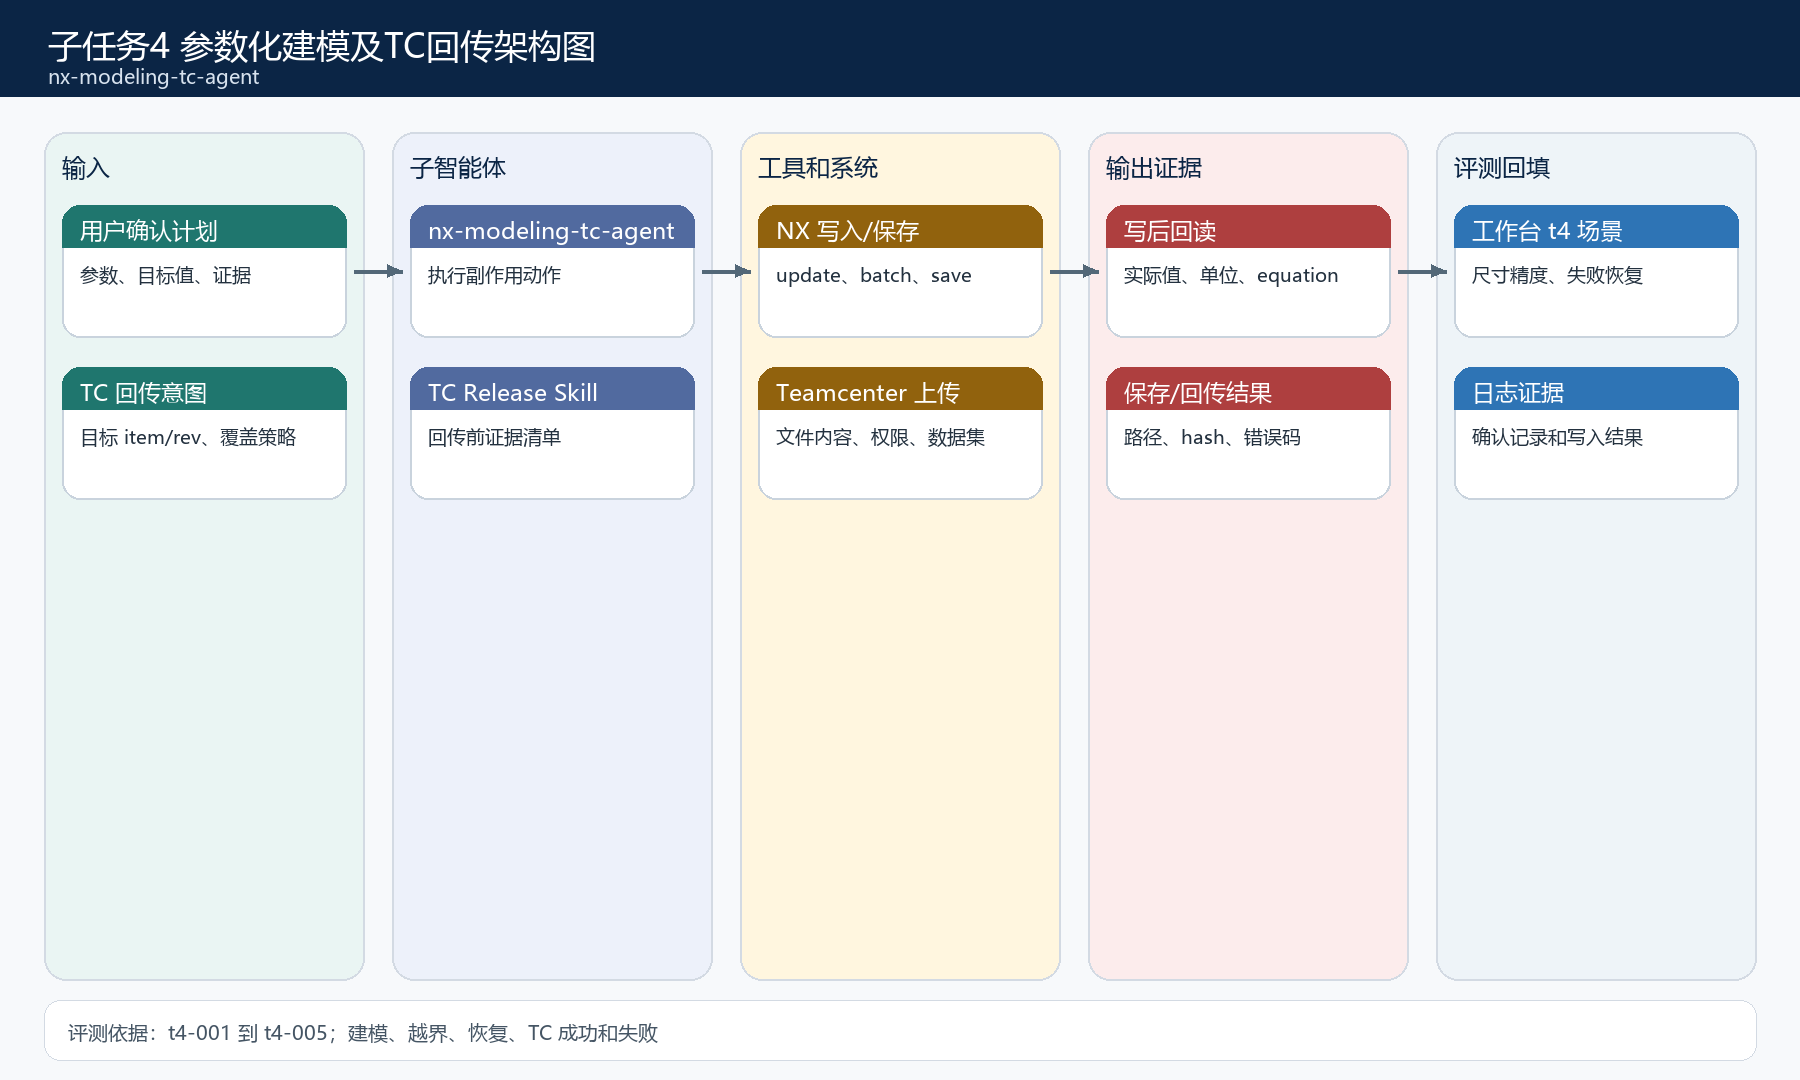 子任务4 参数化建模及TC回传架构图
nx-modeling-tc-agent
输入
用户确认计划
参数、目标值、证据
TC 回传意图
目标 item/rev、覆盖策略
子智能体
nx-modeling-tc-agent
执行副作用动作
TC Release Skill
回传前证据清单
工具和系统
NX 写入/保存
update、batch、save
Teamcenter 上传
文件内容、权限、数据集
输出证据
写后回读
实际值、单位、equation
保存/回传结果
路径、hash、错误码
评测回填
工作台 t4 场景
尺寸精度、失败恢复
日志证据
确认记录和写入结果
评测依据：t4-001 到 t4-005；建模、越界、恢复、TC 成功和失败